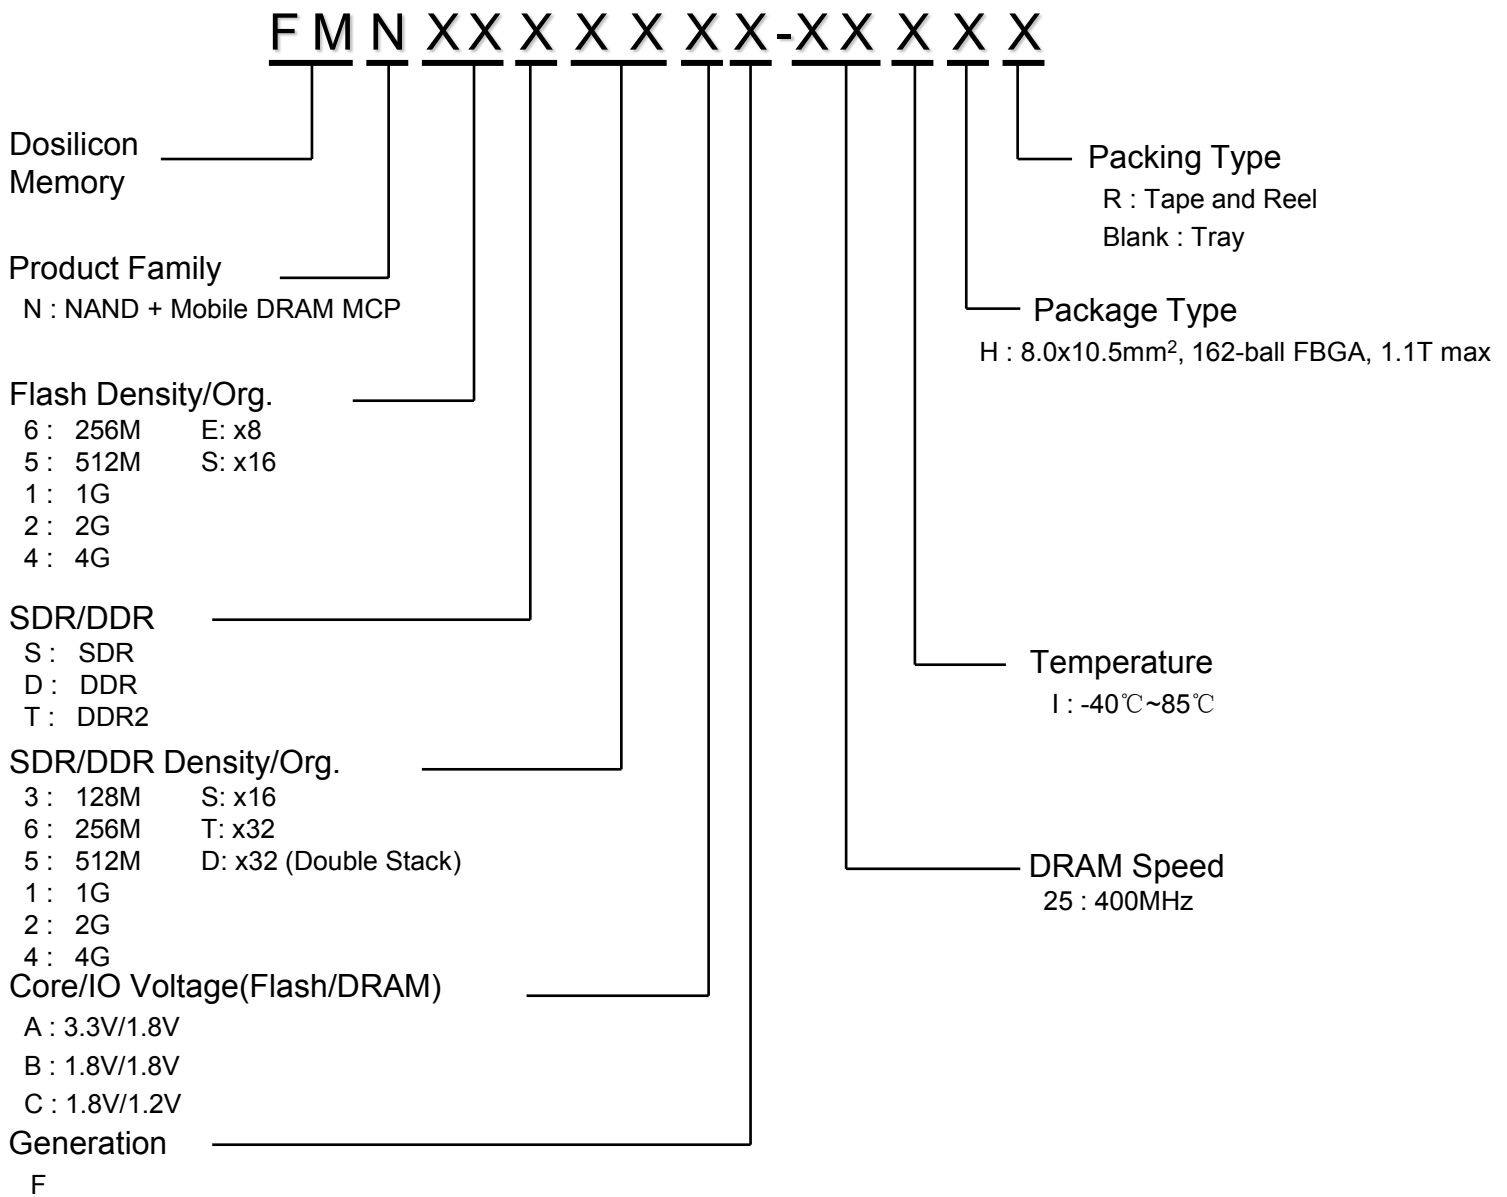 F M N X X X X X X X - X X X X X
Dosilicon
Memory
Product Family
N : NAND + Mobile DRAM MCP
Flash Density/Org.
6 : 256M E: x8
5 : 512M S: x16
1 : 1G
2 : 2G
4 : 4G
SDR/DDR
S : SDR
D : DDR
T : DDR2
SDR/DDR Density/Org.
3 : 128M S: x16
6 : 256M T: x32
5 : 512M D: x32 (Double Stack)
1 : 1G
2 : 2G
4 : 4G
Core/IO Voltage(Flash/DRAM)
A : 3.3V/1.8V
B : 1.8V/1.8V
C : 1.8V/1.2V
Generation
F
Packing Type
R : Tape and Reel
Blank : Tray
Package Type
H : 8.0x10.5mm², 162-ball FBGA, 1.1T max
Temperature
I : -40℃~85℃
DRAM Speed
25 : 400MHz